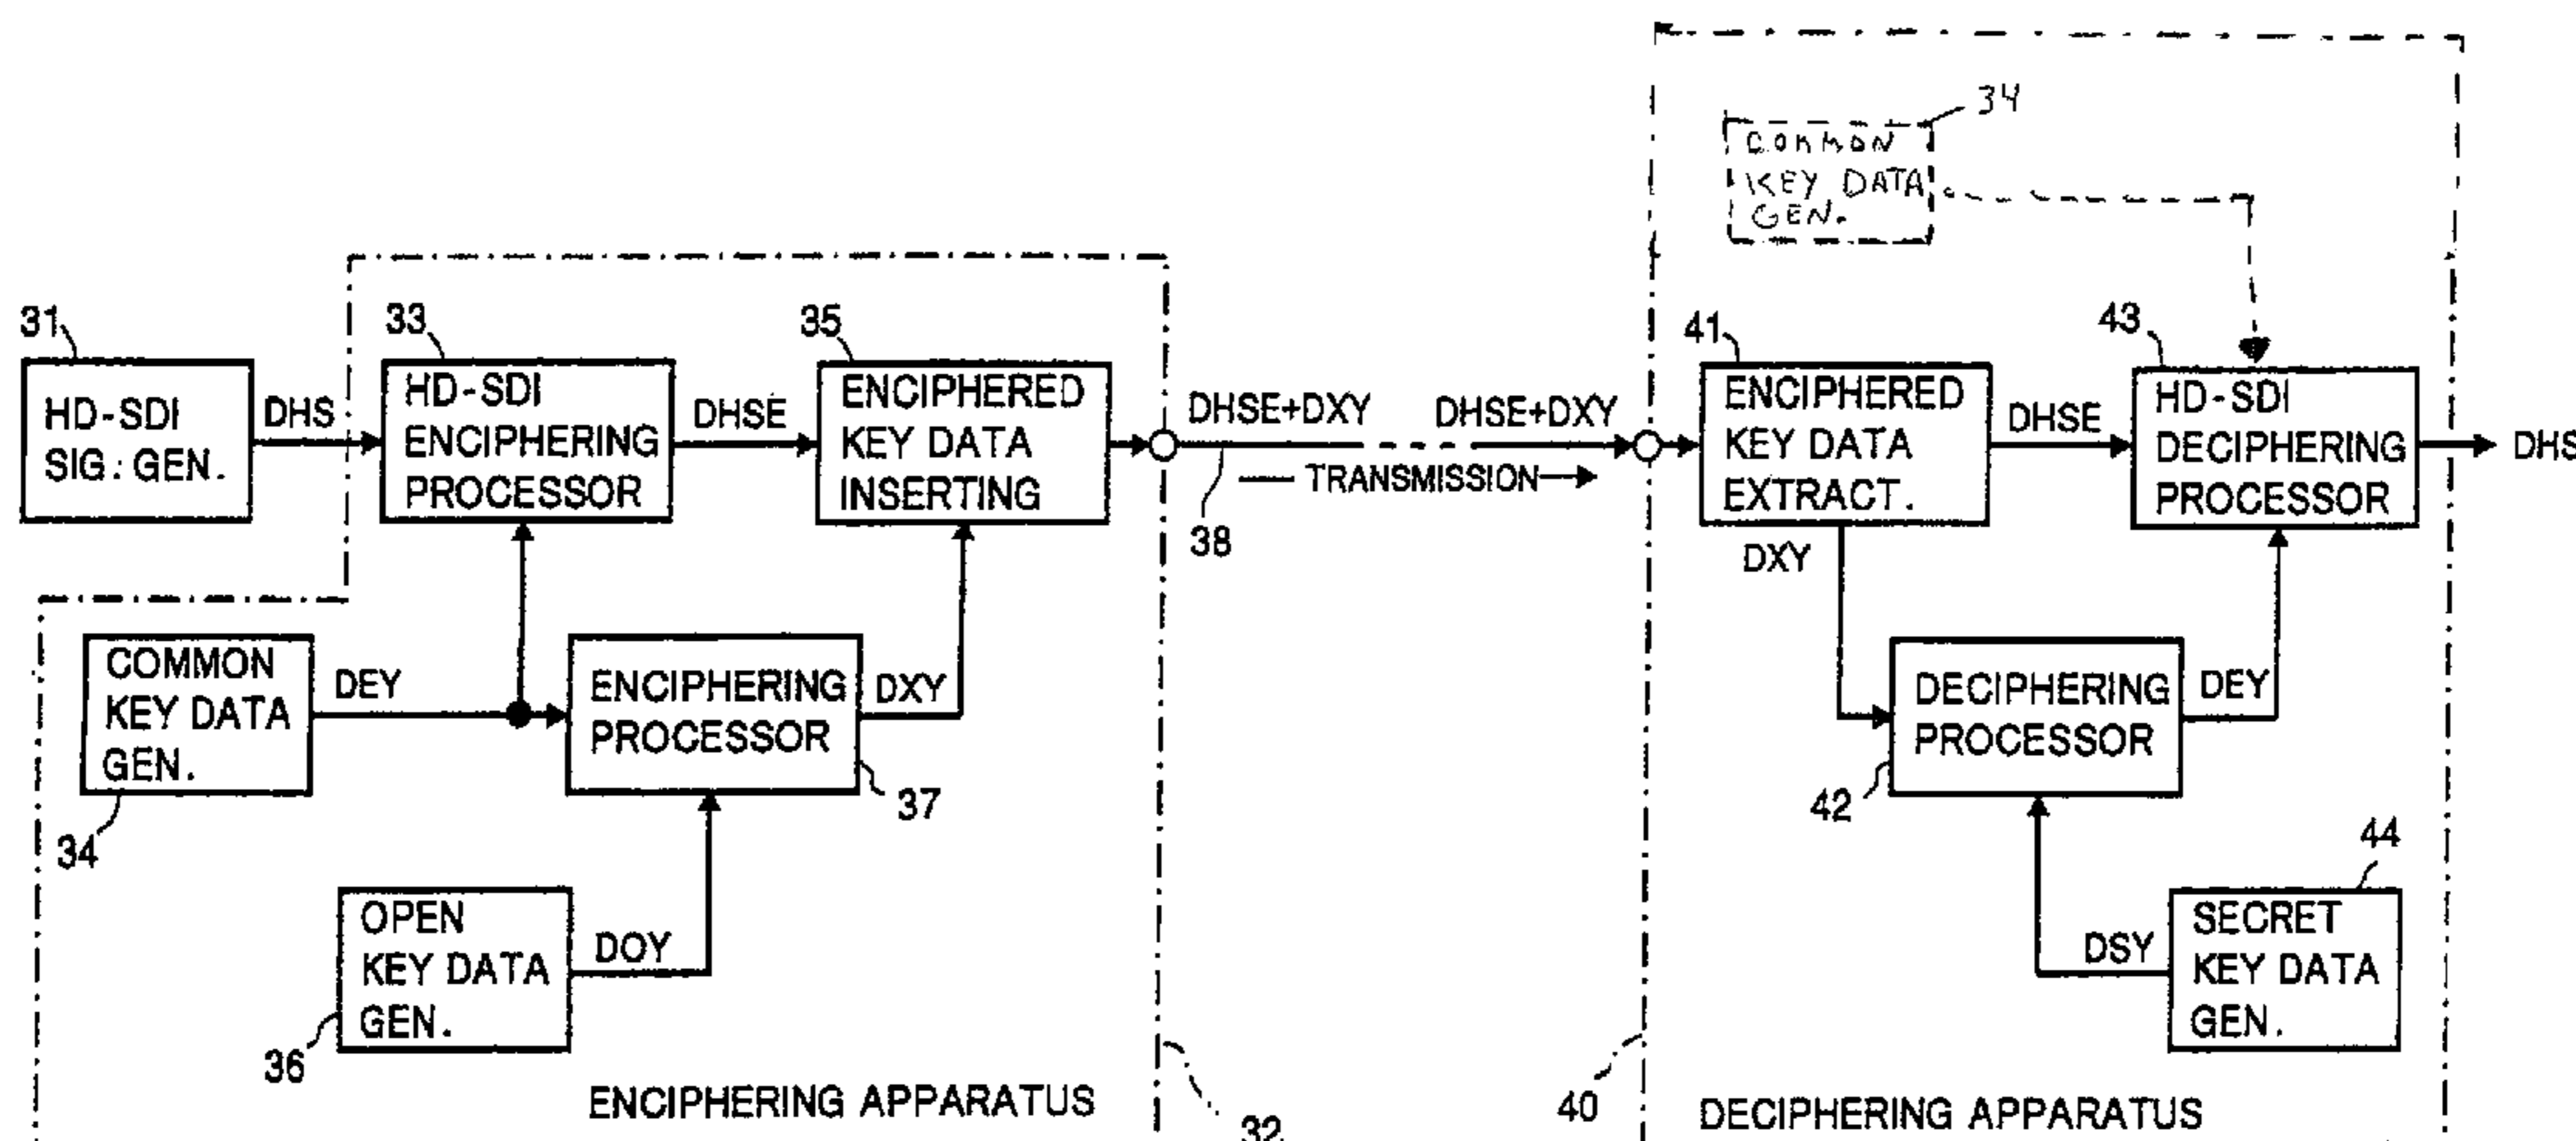 34
COMMON
KEY DATA
GEN.
31
HD-SDI
SIG. GEN.
DHS
33
HD-SDI
ENCIPHERING
PROCESSOR
DHSE
35
ENCIPHERED
KEY DATA
INSERTING
DHSE+DXY
DHSE+DXY
TRANSMISSION
38
41
ENCIPHERED
KEY DATA
EXTRACT.
DHSE
43
HD-SDI
DECIPHERING
PROCESSOR
DHS
COMMON
KEY DATA
GEN.
34
DEY
ENCIPHERING
PROCESSOR
37
DXY
DXY
DECIPHERING
PROCESSOR
42
DEY
OPEN
KEY DATA
GEN.
36
DOY
DSY
44
SECRET
KEY DATA
GEN.
ENCIPHERING APPARATUS
32
40
DECIPHERING APPARATUS